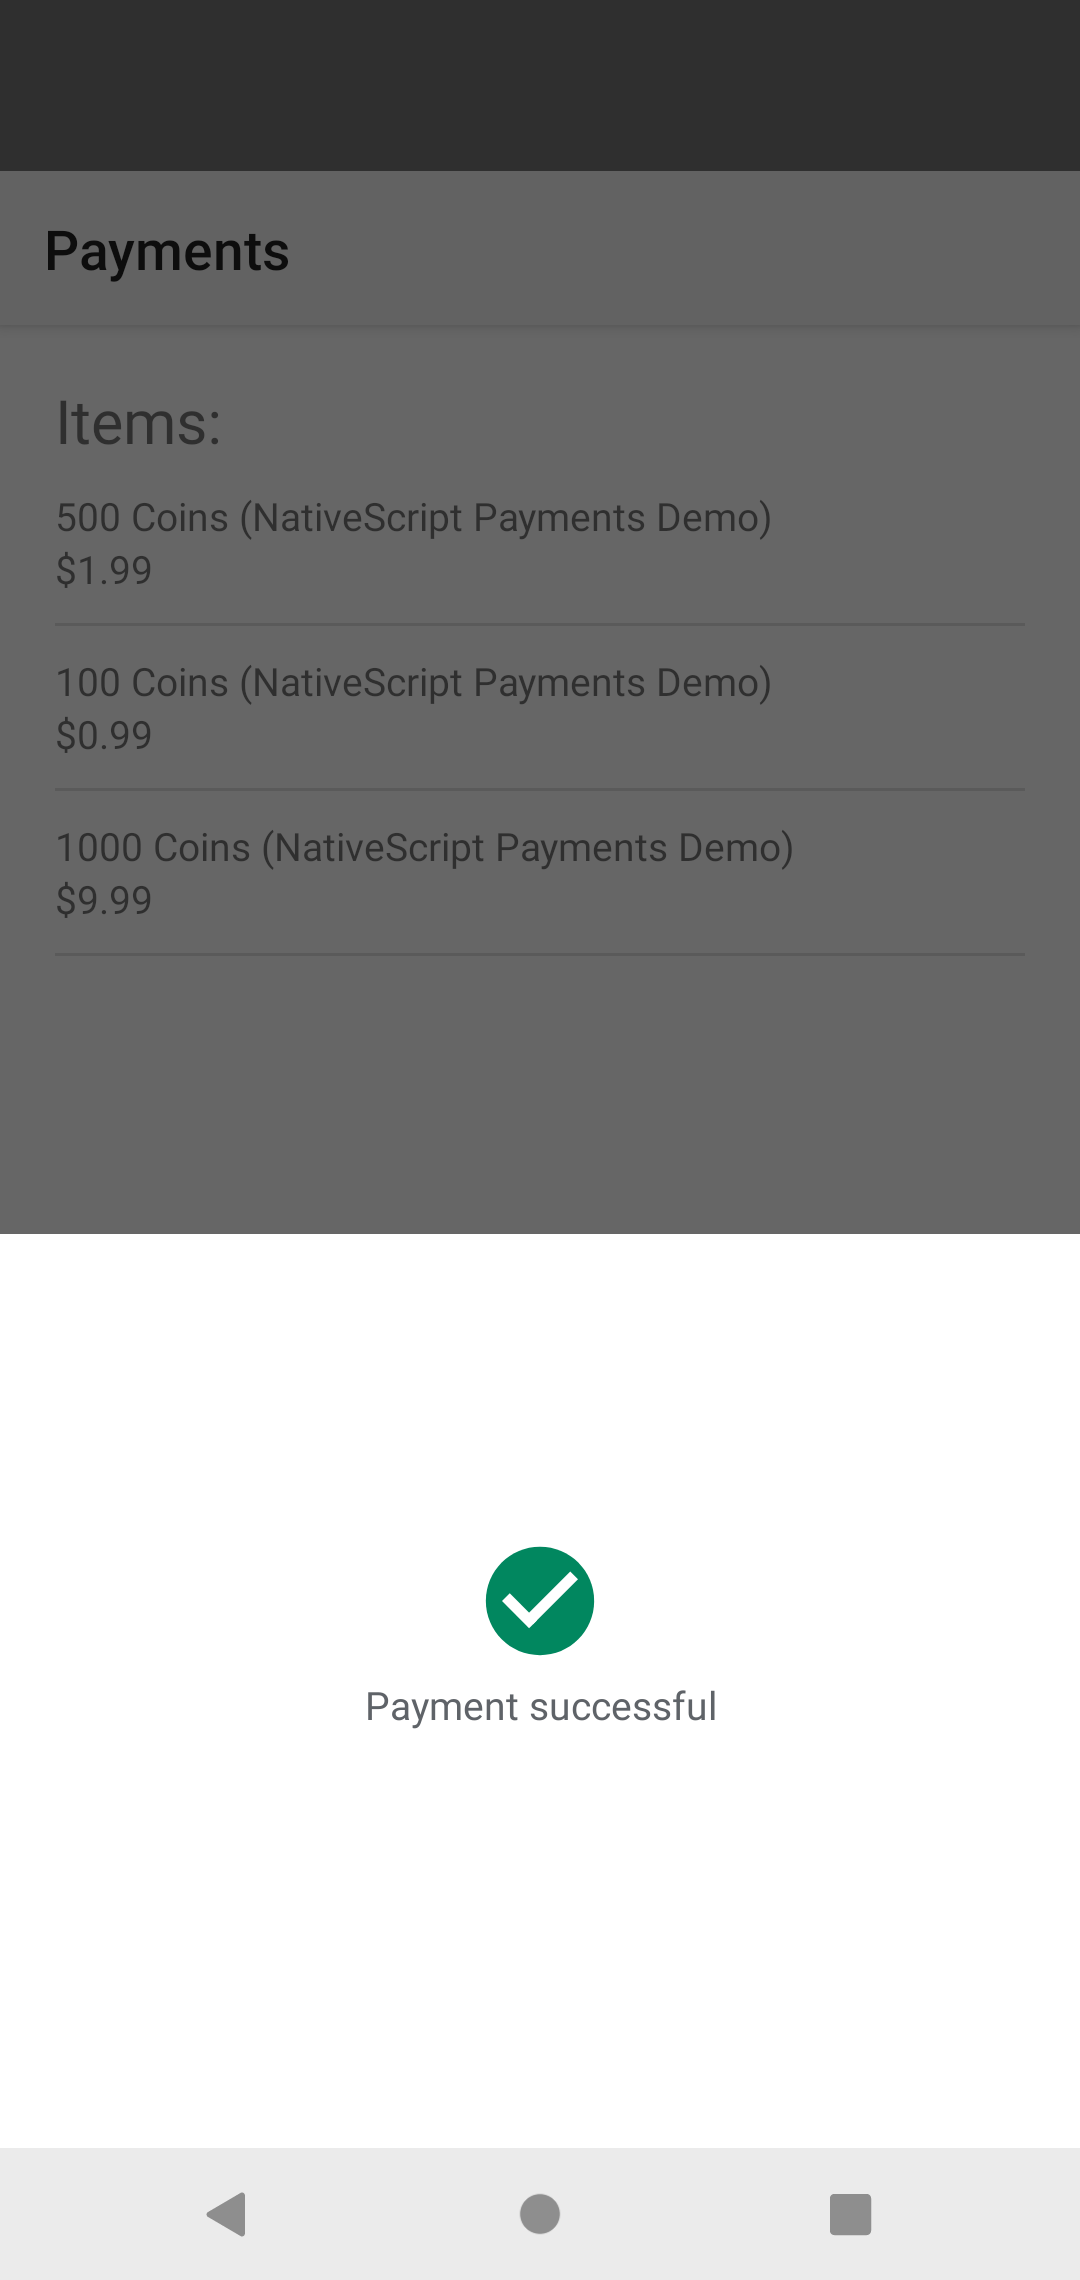 Payments
Items:
500 Coins (NativeScript Payments Demo)
$1.99
100 Coins (NativeScript Payments Demo)
$0.99
1000 Coins (NativeScript Payments Demo)
$9.99
Payment successful